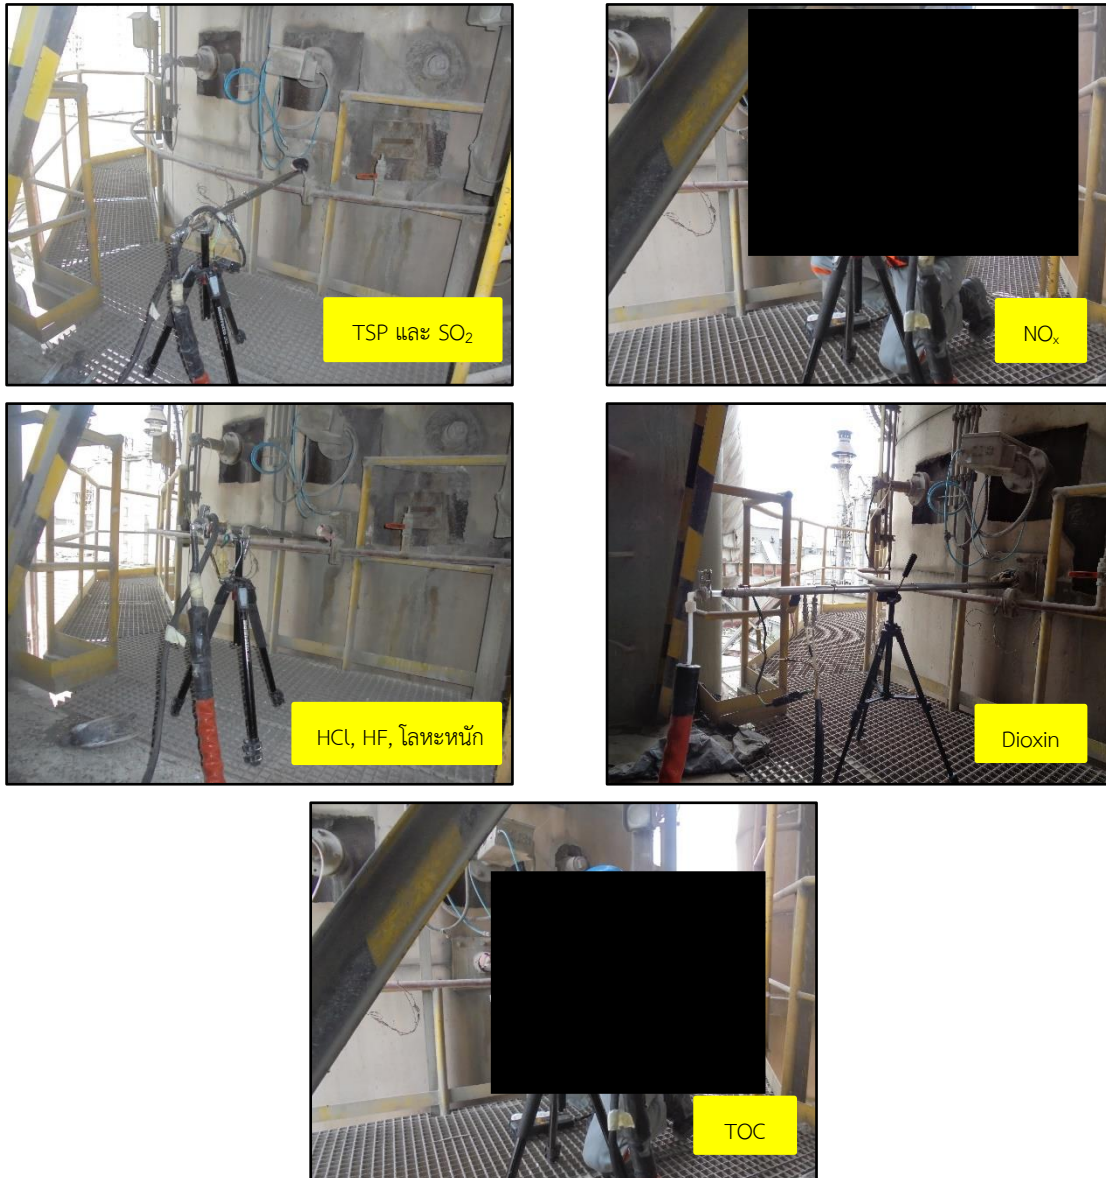 TSP และ SO₂
NOₓ
HCl, HF, โลหะหนัก
Dioxin
TOC